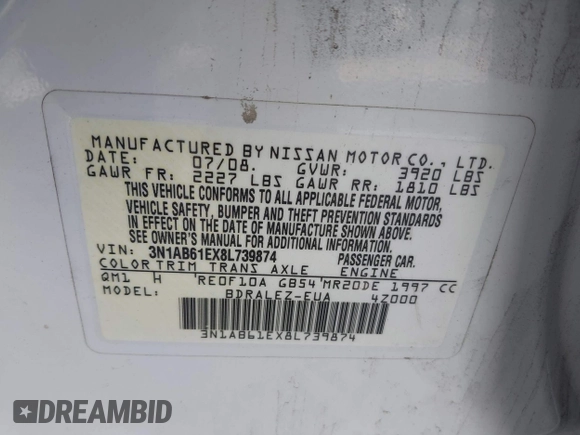 MANUFACTURED BY NISSAN MOTOR CO., LTD.
DATE: 07/08. GVWR: 3920 LBS
GAWR FR: 2227 LBS GAWR RR: 1810 LBS
THIS VEHICLE CONFORMS TO ALL APPLICABLE FEDERAL MOTOR,
VEHICLE SAFETY, BUMPER AND THEFT PREVENTION STANDARDS
IN EFFECT ON THE DATE OF MANUFACTURE SHOWN ABOVE.
SEE OWNER'S MANUAL FOR ADDITIONAL INFORMATION
VIN: 3N1AB61EX8L739874 PASSENGER CAR.
COLOR TRIM TRANS AXLE ENGINE
QM1 H 'RE0F10A GB54'MR20DE 1997 CC
MODEL: BDRALEZ-EUA 4Z000
3N1AB61EX8L739874
DREAMBID